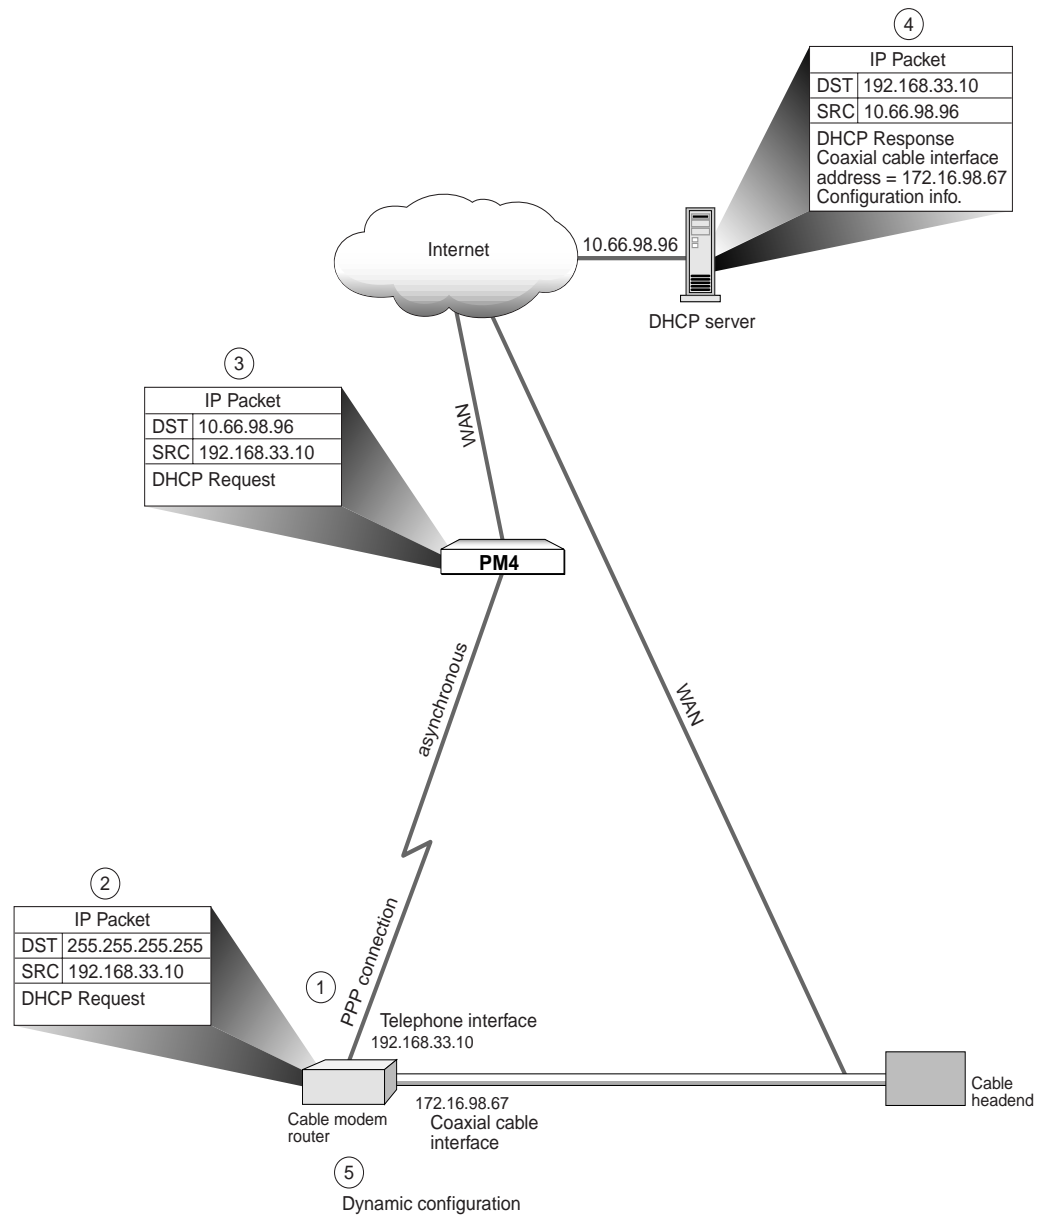 4
IP Packet
DST 192.168.33.10
SRC 10.66.98.96
DHCP Response
Coaxial cable interface
address = 172.16.98.67
Configuration info.
Internet
10.66.98.96
DHCP server
3
IP Packet
DST 10.66.98.96
SRC 192.168.33.10
DHCP Request
WAN
PM4
asynchronous
WAN
2
IP Packet
DST 255.255.255.255
SRC 192.168.33.10
DHCP Request
1
PPP connection
Telephone interface
192.168.33.10
Cable modem
router
172.16.98.67
Coaxial cable
interface
Cable
headend
5
Dynamic configuration